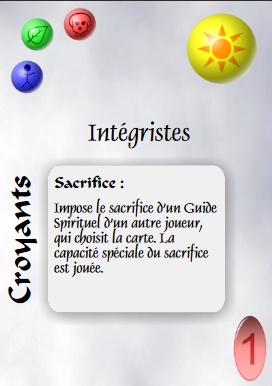 Intégristes
Croyants
Sacrifice :
Impose le sacrifice d'un Guide
Spirituel d'un autre joueur,
qui choisit la carte. La
capacité spéciale du sacrifice
est jouée.
1